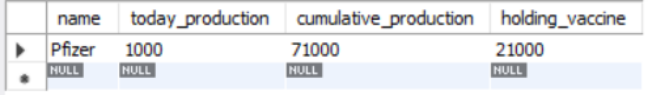 name today_production cumulative_production holding_vaccine
Pfizer 1000 71000 21000
NULL NULL NULL NULL